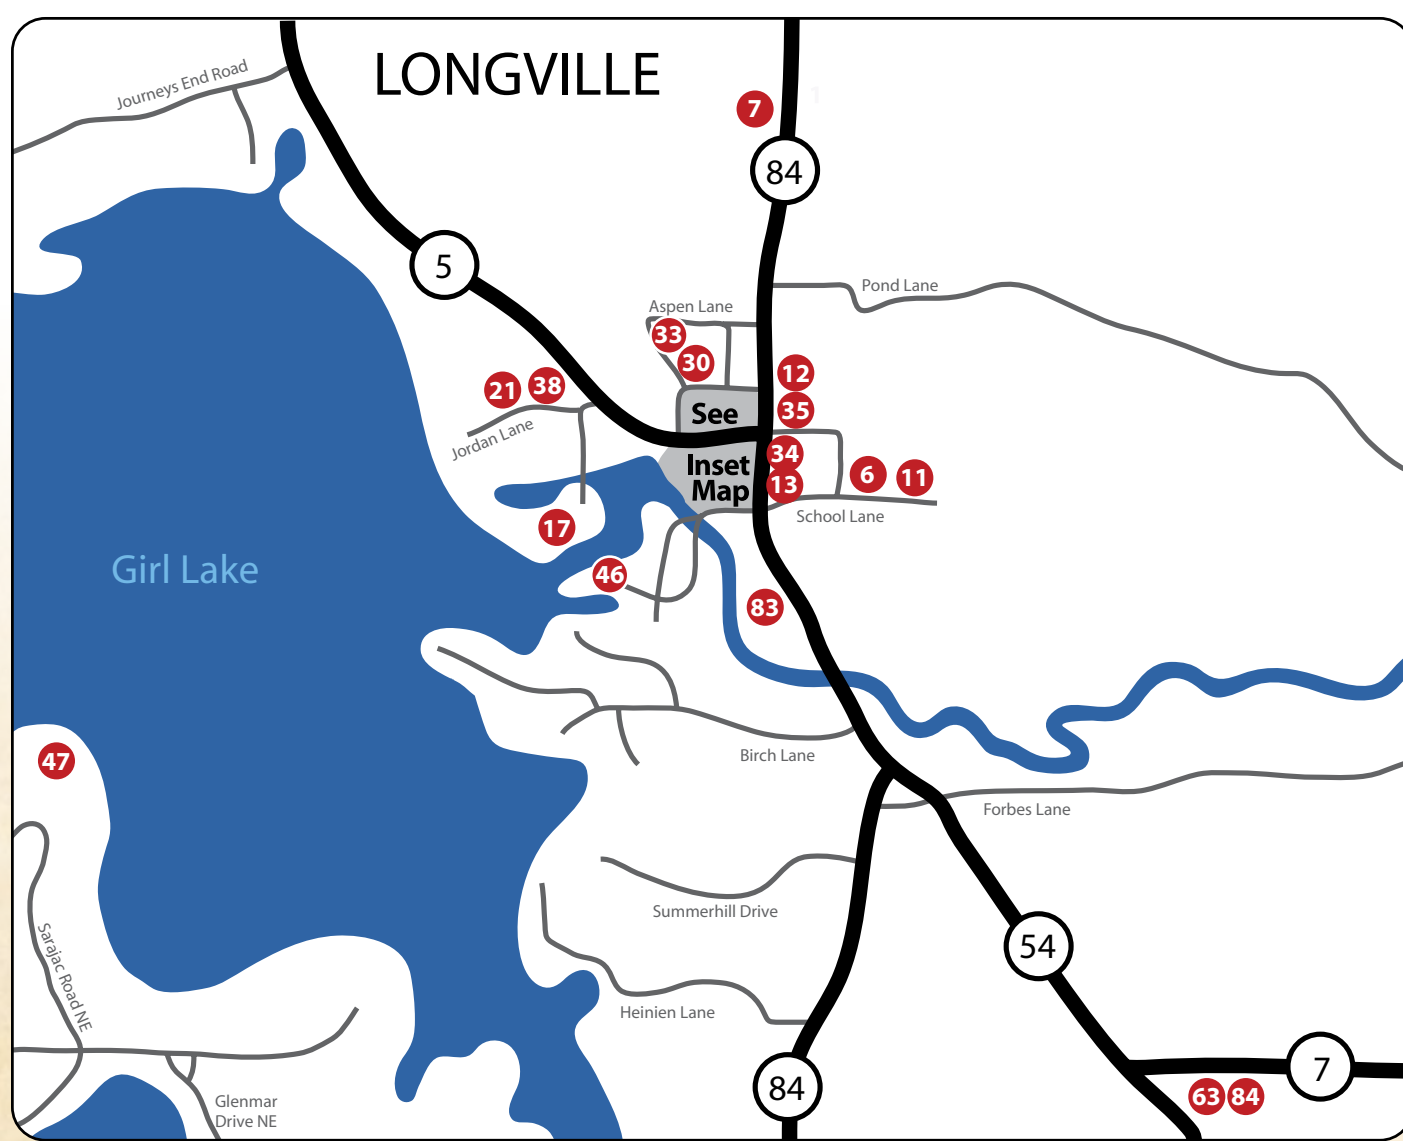 LONGVILLE
Journeys End Road
7
84
5
Pond Lane
Aspen Lane
33
30
12
21
38
35
See
Jordan Lane
34
Inset
Map
13
6
11
School Lane
17
Girl Lake
46
83
Birch Lane
47
Forbes Lane
Summerhill Drive
Sarajac Road NE
54
Heinien Lane
7
84
63
84
Glenmar
Drive NE